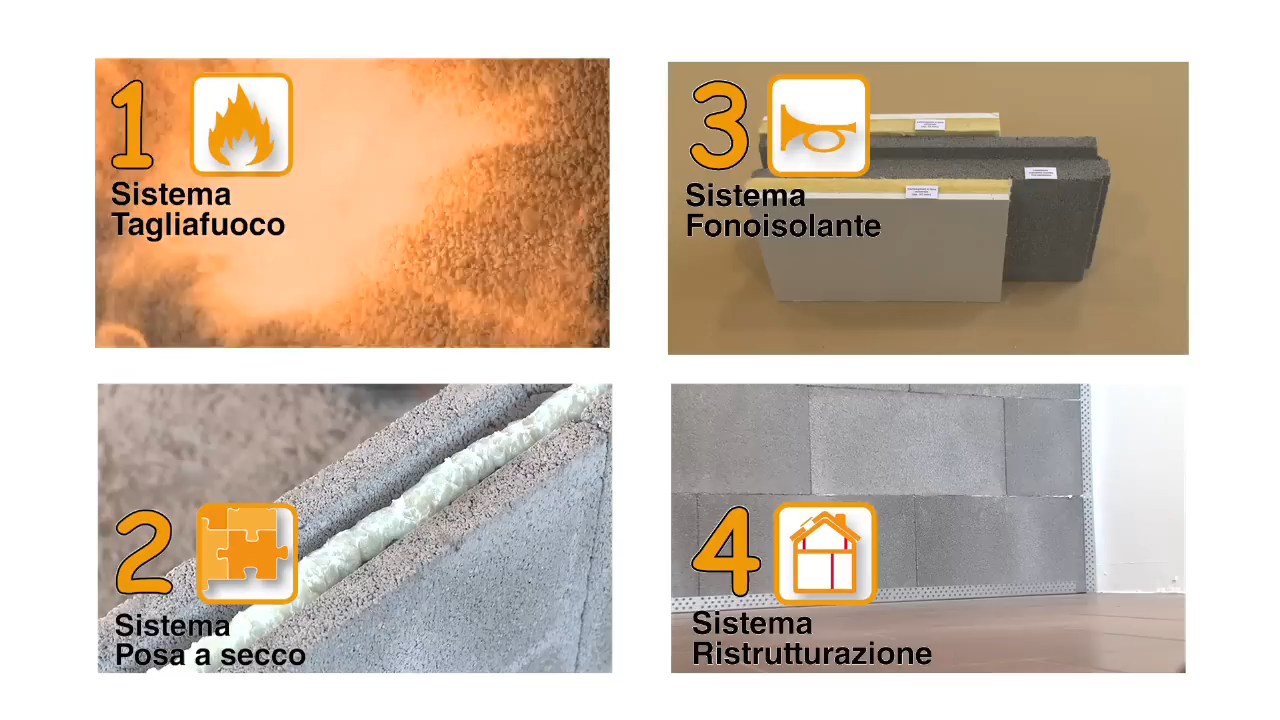 1
Sistema
Tagliafuoco
2
Sistema
Posa a secco
3
Sistema
Fonoisolante
4
Sistema
Ristrutturazione